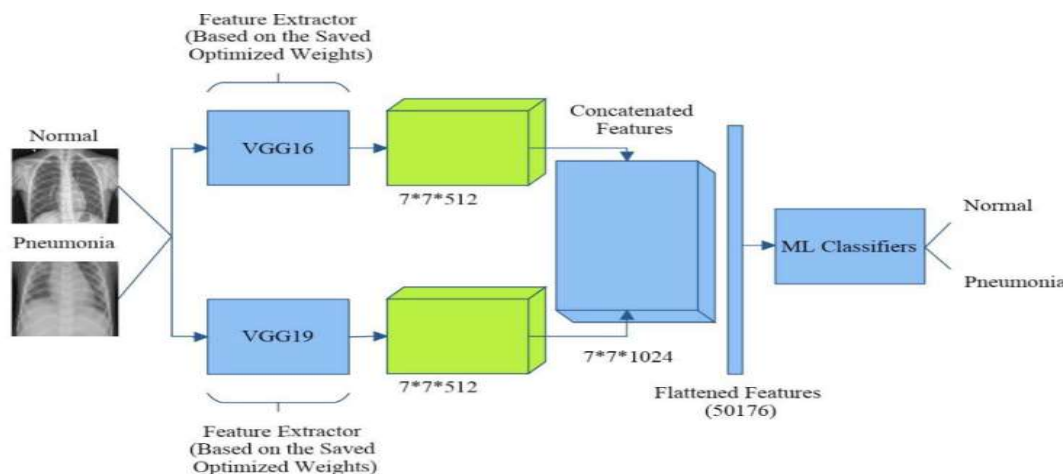 Feature Extractor
(Based on the Saved
Optimized Weights)
Normal
VGG16
7*7*512
Concatenated
Features
Pneumonia
VGG19
7*7*512
7*7*1024
Flattened Features
(50176)
ML Classifiers
Normal
Pneumonia
Feature Extractor
(Based on the Saved
Optimized Weights)